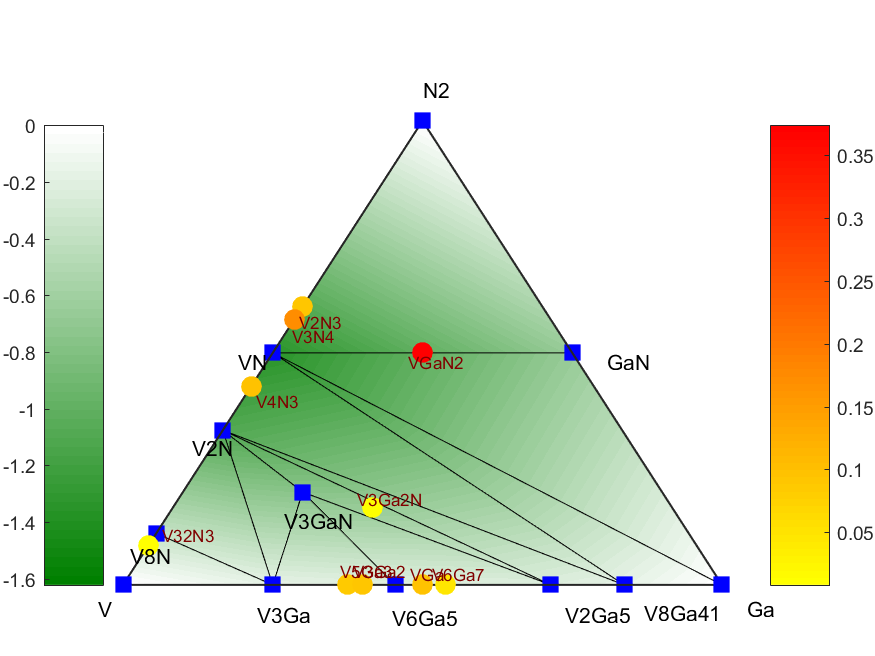 N2
0
-0.2
-0.4
-0.6
-0.8
-1
-1.2
-1.4
-1.6
0.35
0.3
0.25
0.2
0.15
0.1
0.05
V2N3
V3N4
VN
VGaN2
GaN
V4N3
V2N
V3Ga2N
V3GaN
V32N3
V8N
VGa
V6Ga7
V
V3Ga
V6Ga5
V2Ga5
V8Ga41
Ga